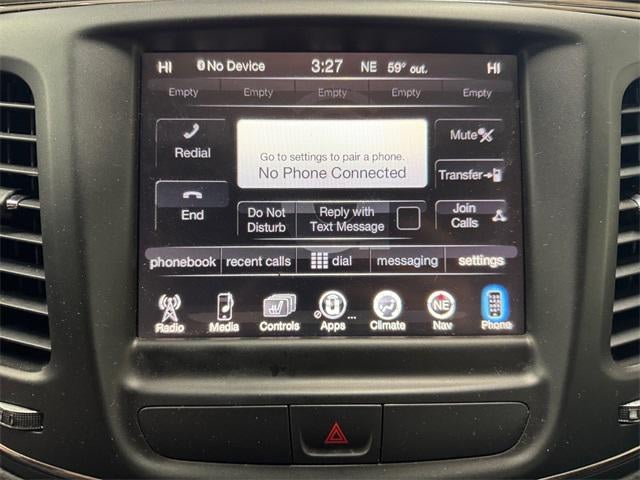 HI No Device 3:27 NE 59° out. HI
Empty Empty Empty Empty Empty
Redial
Go to settings to pair a phone.
No Phone Connected
Mute
Transfer
End
Do Not
Disturb
Reply with
Text Message
Join
Calls
phonebook recent calls dial messaging settings
NE
Radio Media Controls Apps Climate Nav Phone